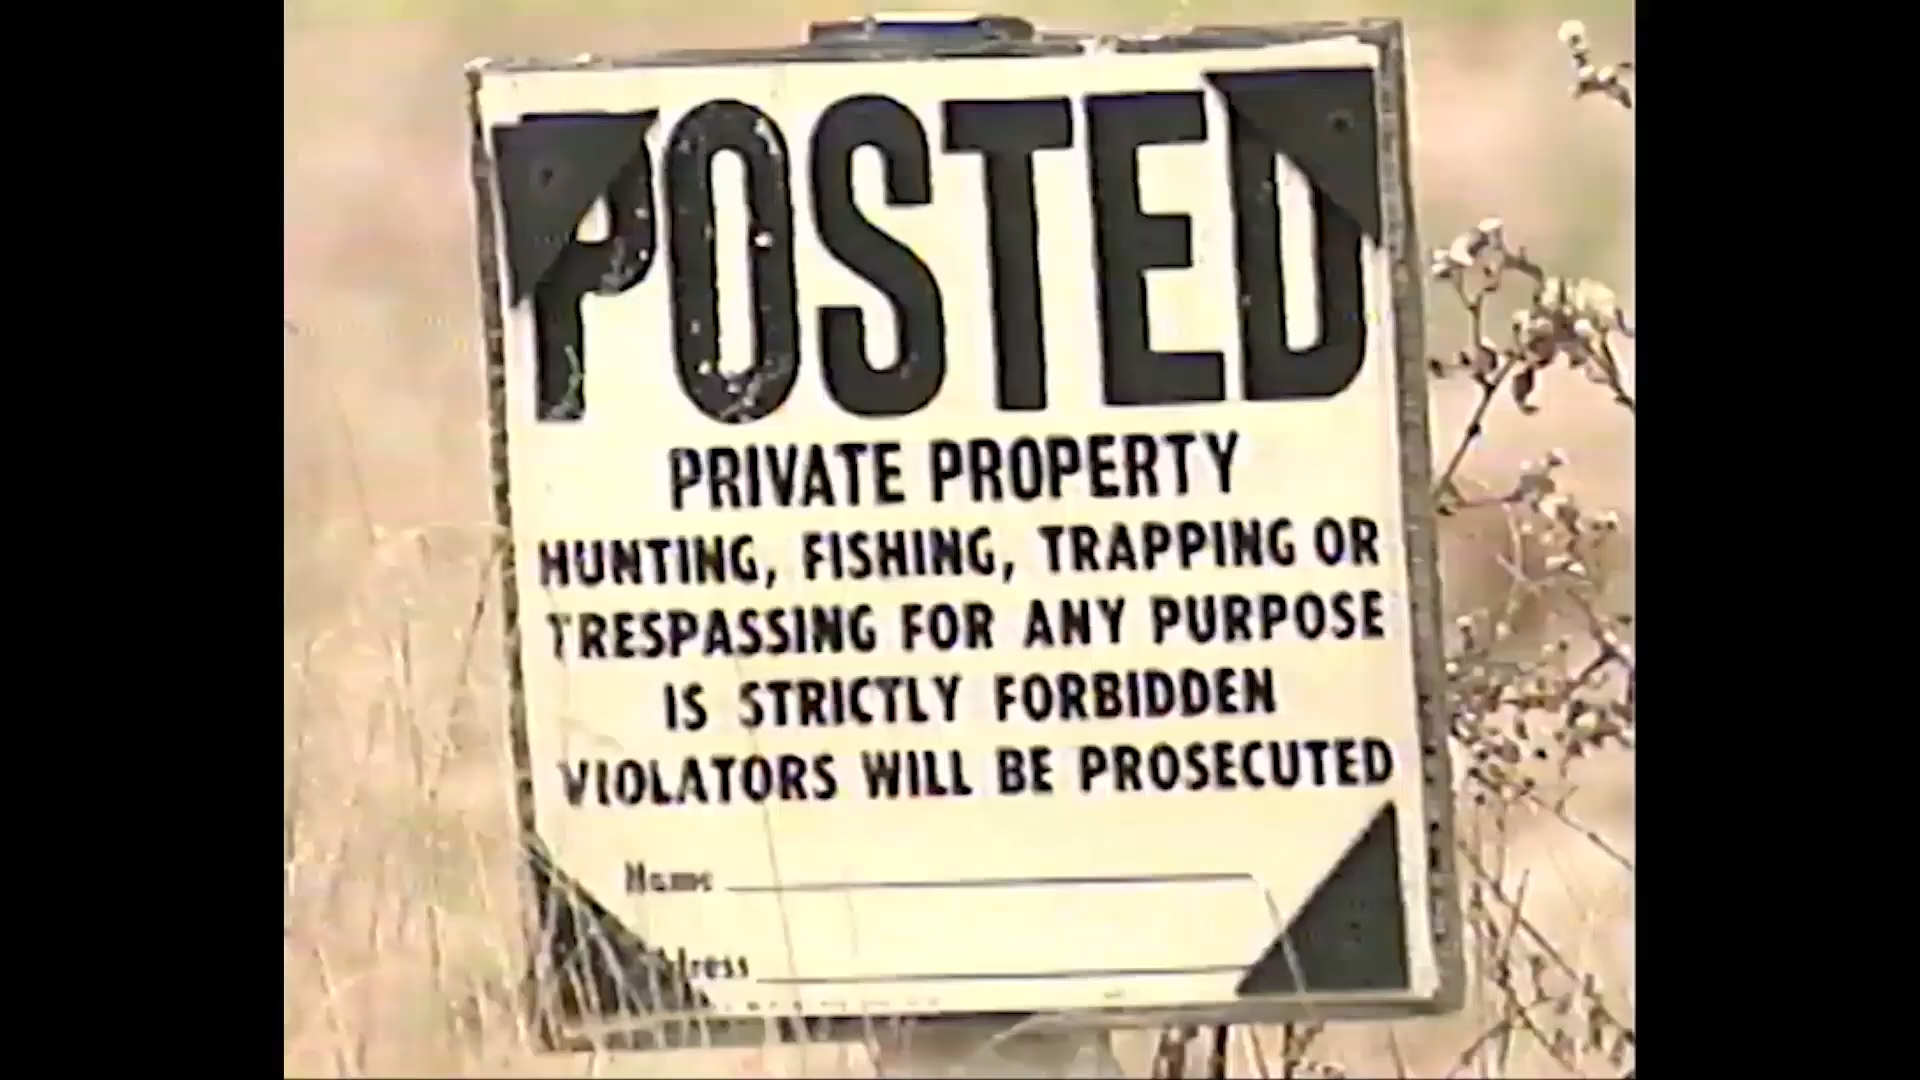 POSTED
PRIVATE PROPERTY
HUNTING, FISHING, TRAPPING OR
TRESPASSING FOR ANY PURPOSE
IS STRICTLY FORBIDDEN
VIOLATORS WILL BE PROSECUTED
Name